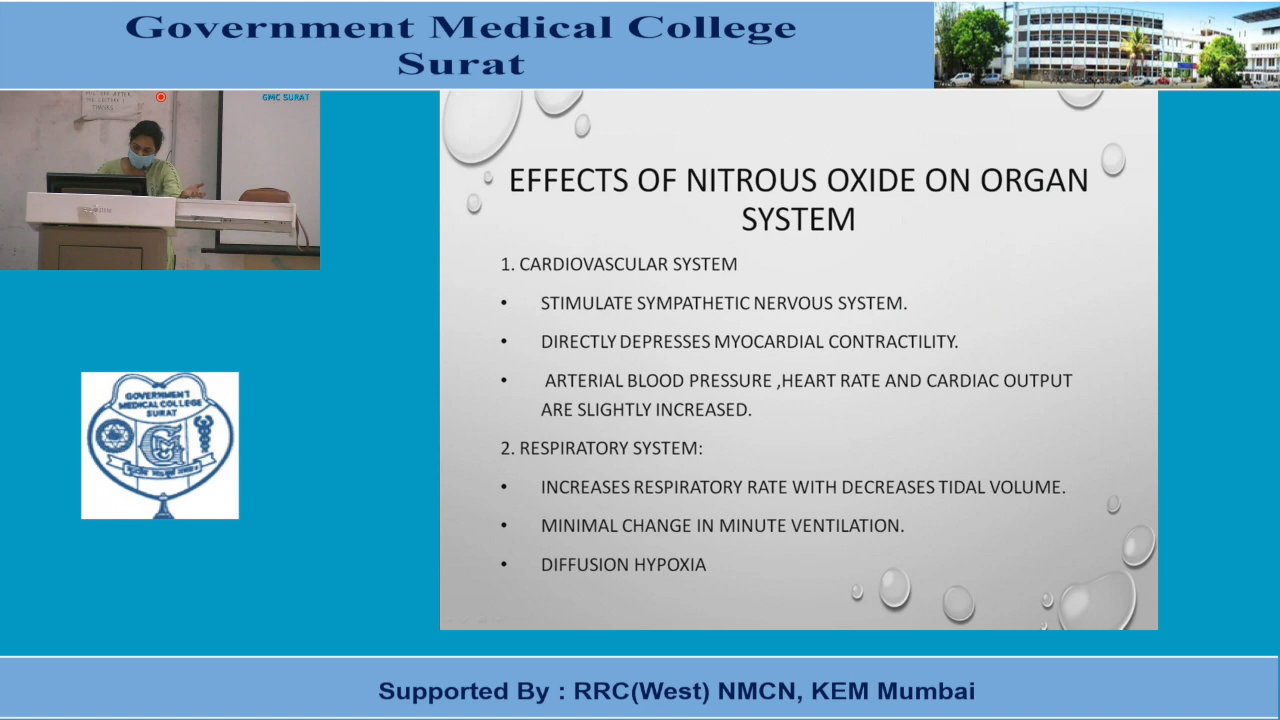 Government Medical College
Surat
GMC SURAT
EFFECTS OF NITROUS OXIDE ON ORGAN
SYSTEM
1. CARDIOVASCULAR SYSTEM
• STIMULATE SYMPATHETIC NERVOUS SYSTEM.
• DIRECTLY DEPRESSES MYOCARDIAL CONTRACTILITY.
• ARTERIAL BLOOD PRESSURE ,HEART RATE AND CARDIAC OUTPUT
ARE SLIGHTLY INCREASED.
2. RESPIRATORY SYSTEM:
• INCREASES RESPIRATORY RATE WITH DECREASES TIDAL VOLUME.
• MINIMAL CHANGE IN MINUTE VENTILATION.
• DIFFUSION HYPOXIA
GOVERNMENT
MEDICAL COLLEGE
SURAT
Supported By : RRC(West) NMCN, KEM Mumbai